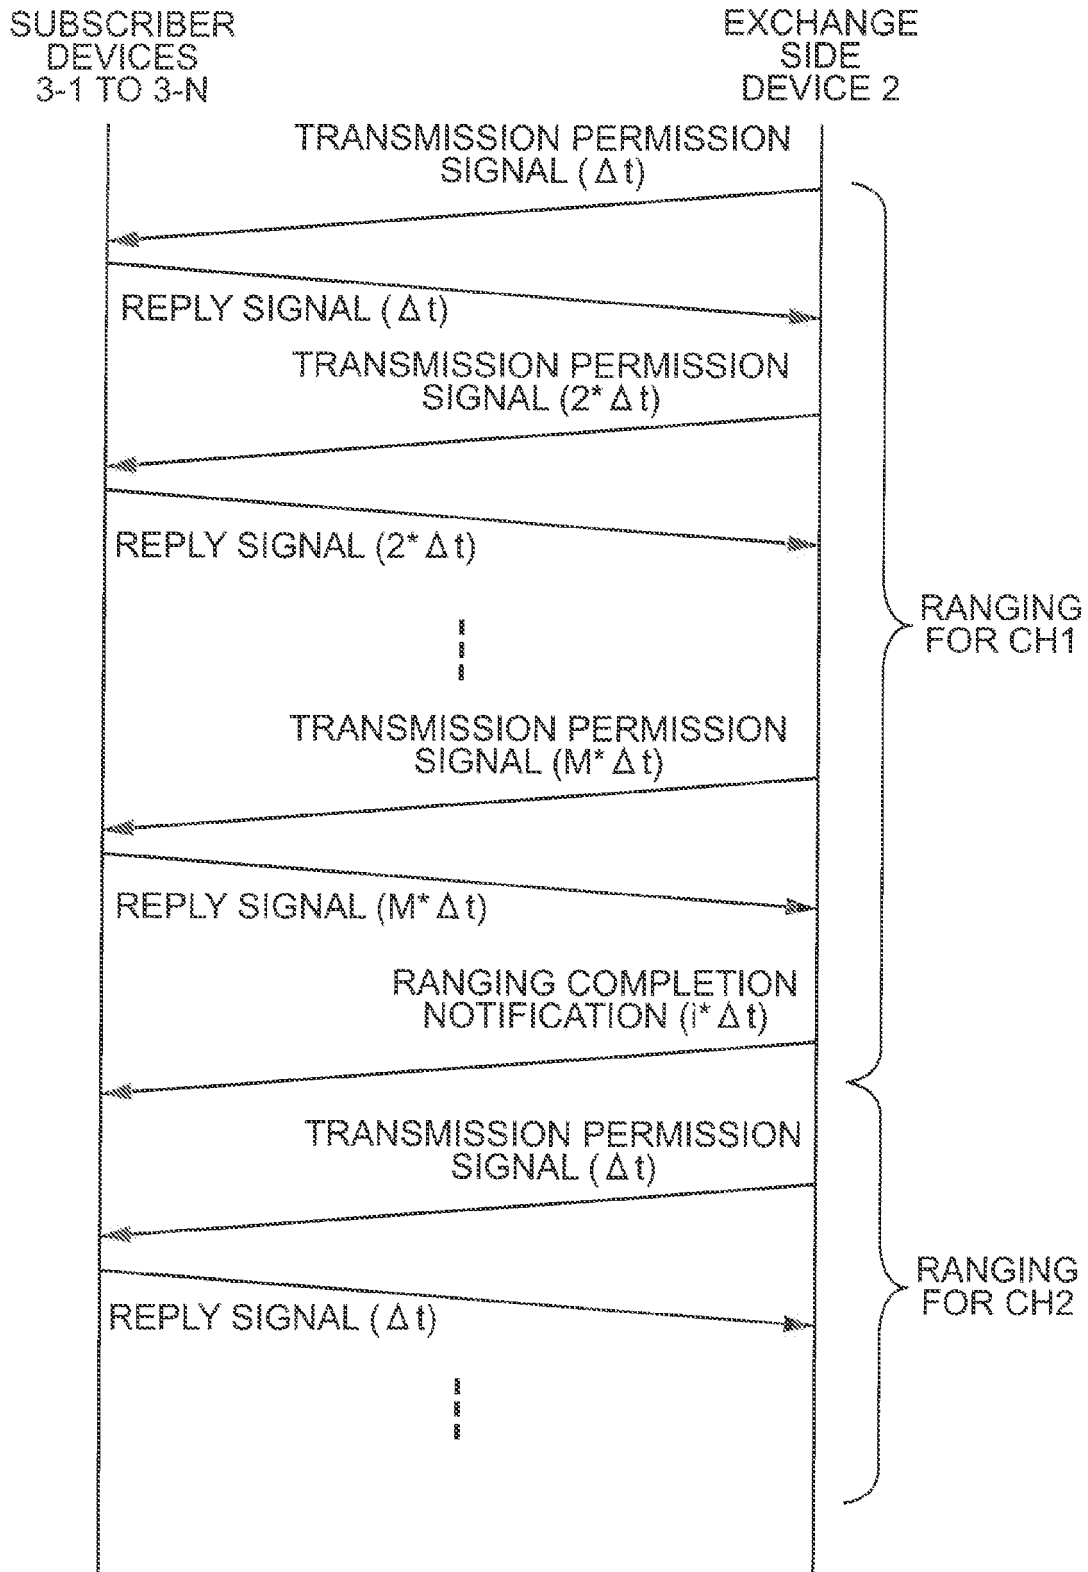 SUBSCRIBER
DEVICES
3-1 TO 3-N
EXCHANGE
SIDE
DEVICE 2
TRANSMISSION PERMISSION
SIGNAL (Δt)
REPLY SIGNAL (Δt)
TRANSMISSION PERMISSION
SIGNAL (2* Δt)
REPLY SIGNAL (2* Δt)
RANGING
FOR CH1
TRANSMISSION PERMISSION
SIGNAL (M* Δt)
REPLY SIGNAL (M* Δt)
RANGING COMPLETION
NOTIFICATION (i* Δt)
TRANSMISSION PERMISSION
SIGNAL (Δt)
RANGING
FOR CH2
REPLY SIGNAL (Δt)